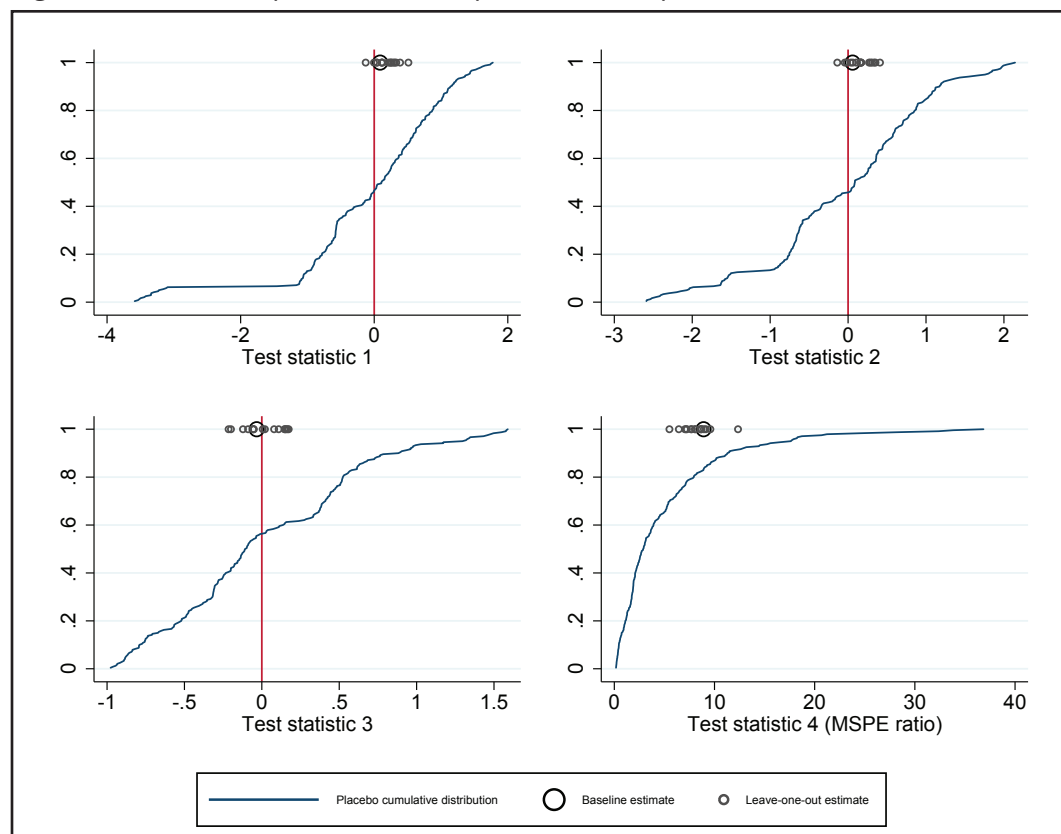 0 .2 .4 .6 .8 1
-4 -2 0 2
Test statistic 1
0 .2 .4 .6 .8 1
-3 -2 -1 0 1 2
Test statistic 2
0 .2 .4 .6 .8 1
-1 -.5 0 .5 1 1.5
Test statistic 3
0 .2 .4 .6 .8 1
0 10 20 30 40
Test statistic 4 (MSPE ratio)
Placebo cumulative distribution Baseline estimate Leave-one-out estimate